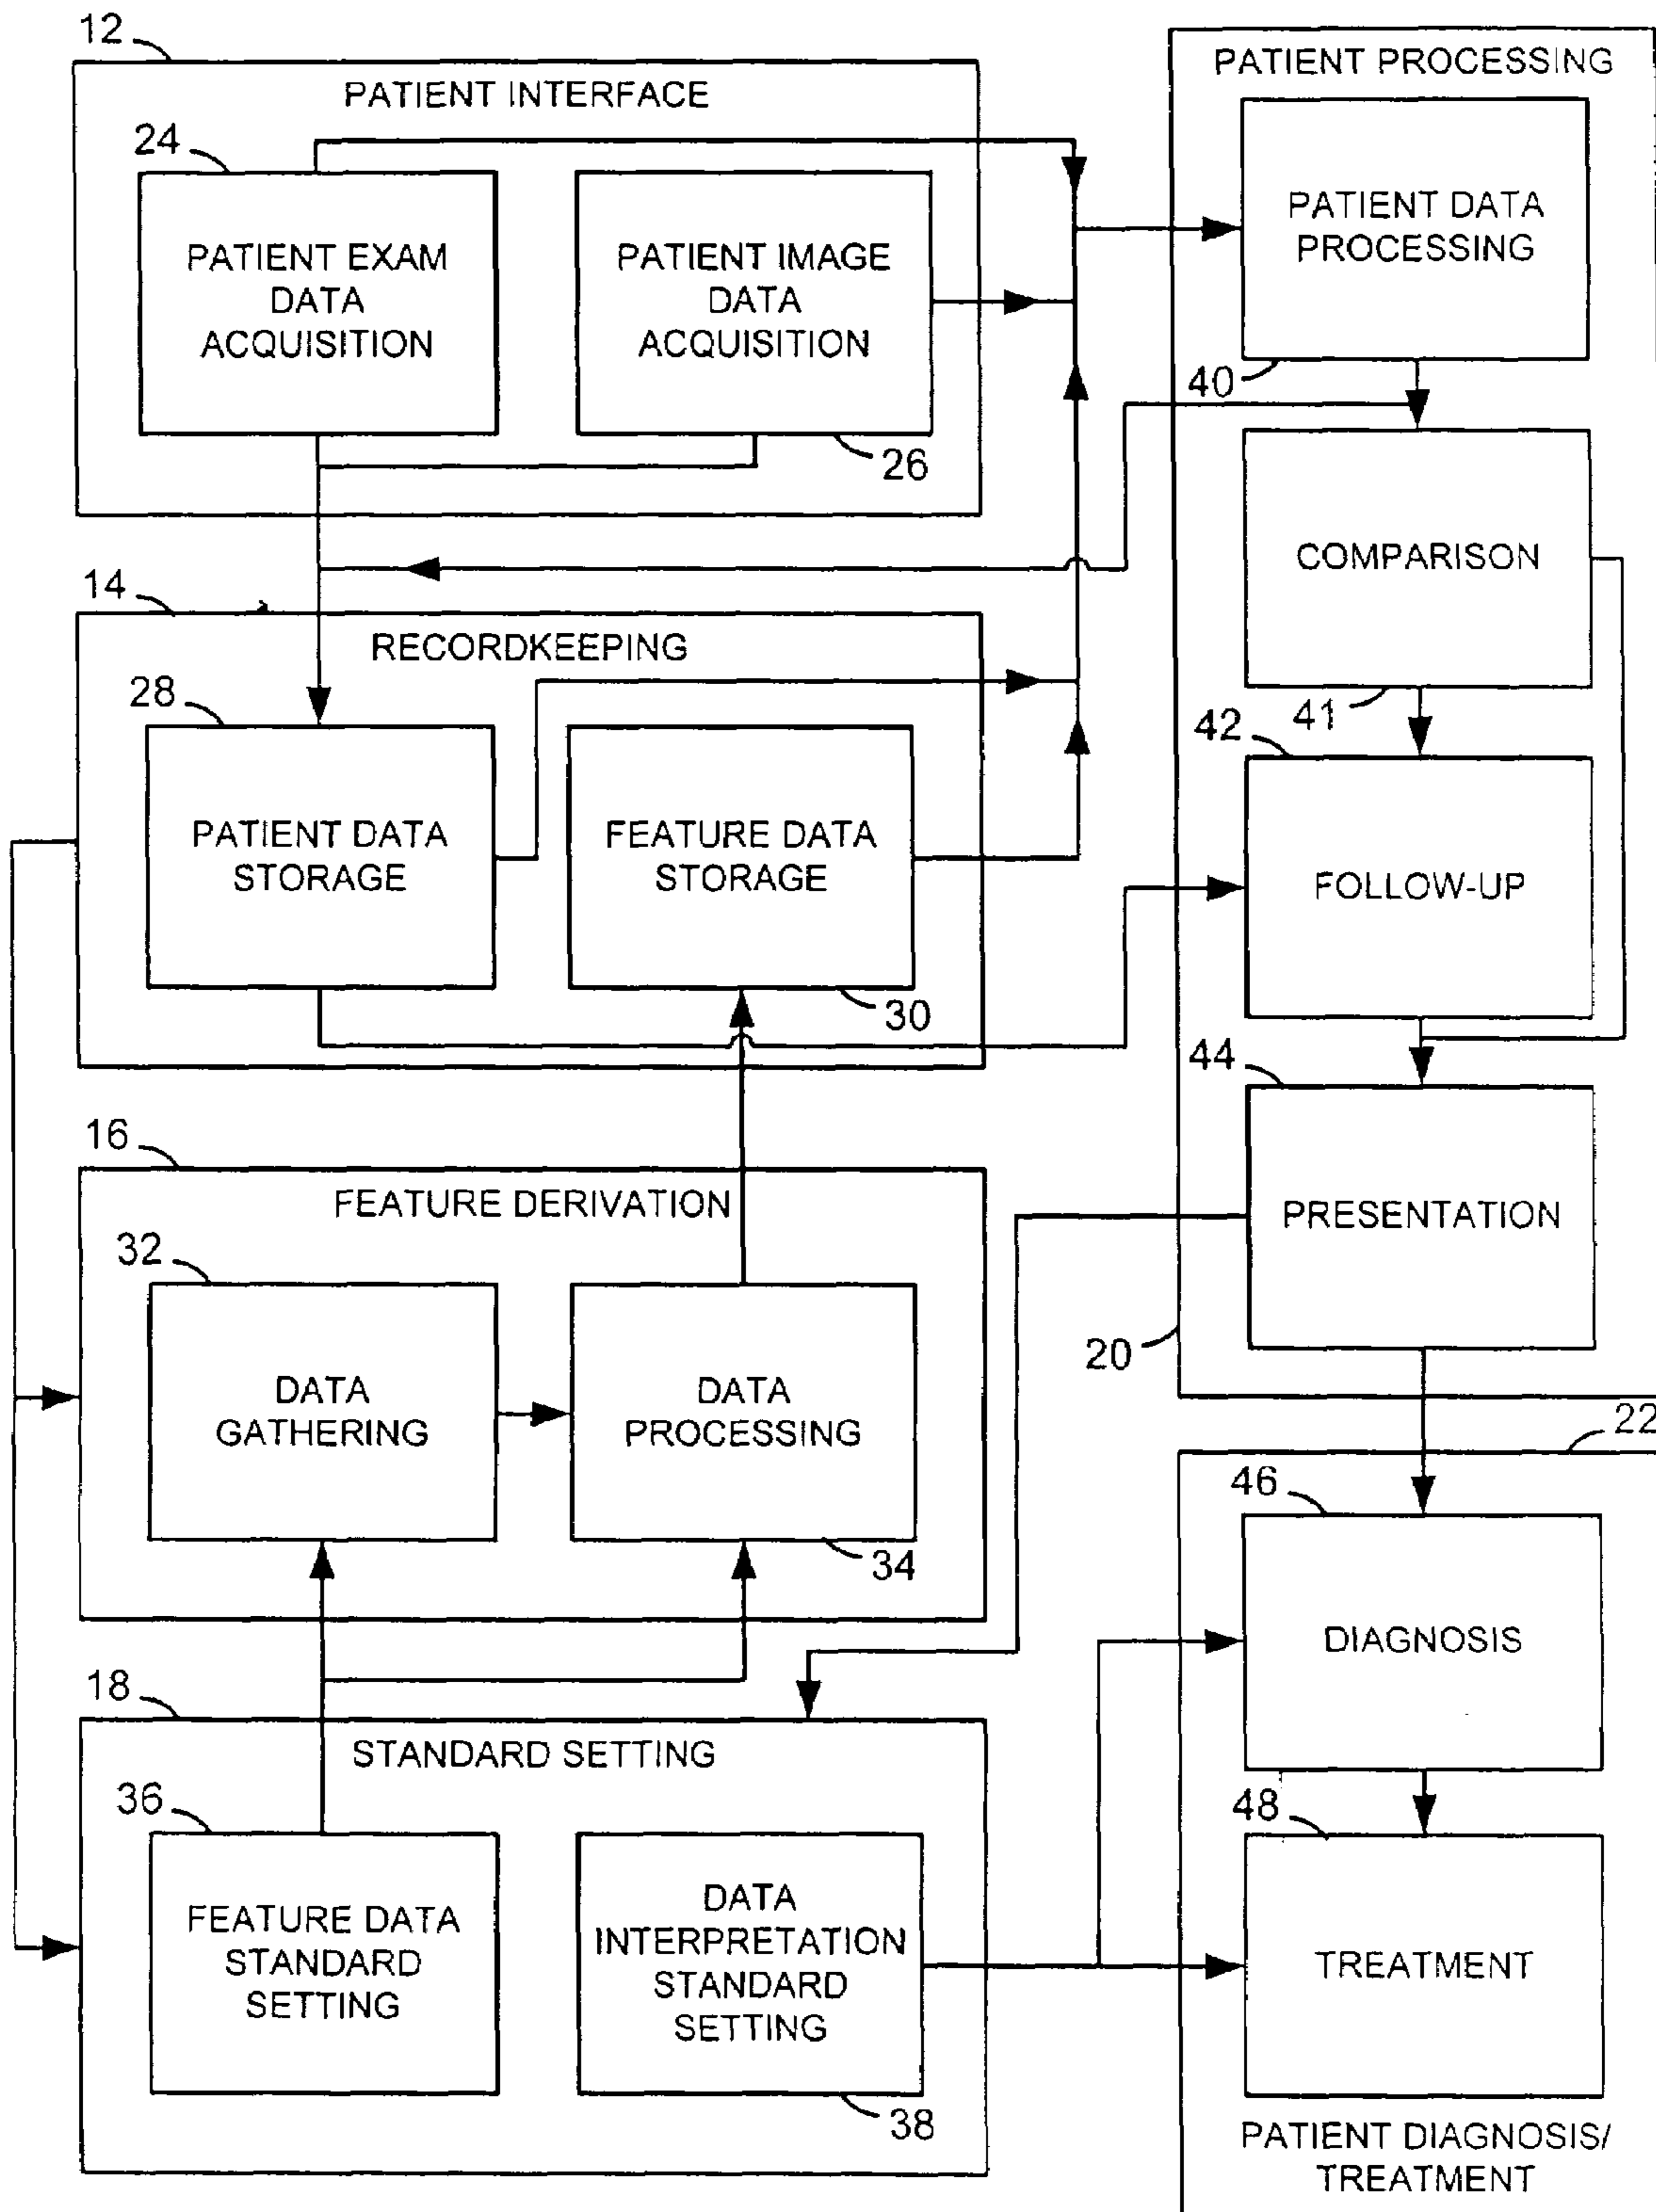 12
PATIENT INTERFACE
24
PATIENT EXAM
DATA
ACQUISITION
PATIENT IMAGE
DATA
ACQUISITION
26
14
RECORDKEEPING
28
PATIENT DATA
STORAGE
FEATURE DATA
STORAGE
30
16
FEATURE DERIVATION
32
DATA
GATHERING
DATA
PROCESSING
34
18
STANDARD SETTING
36
FEATURE DATA
STANDARD
SETTING
DATA
INTERPRETATION
STANDARD
SETTING
38
PATIENT PROCESSING
PATIENT DATA
PROCESSING
40
COMPARISON
41
42
FOLLOW-UP
44
PRESENTATION
20
22
46
DIAGNOSIS
48
TREATMENT
PATIENT DIAGNOSIS/
TREATMENT